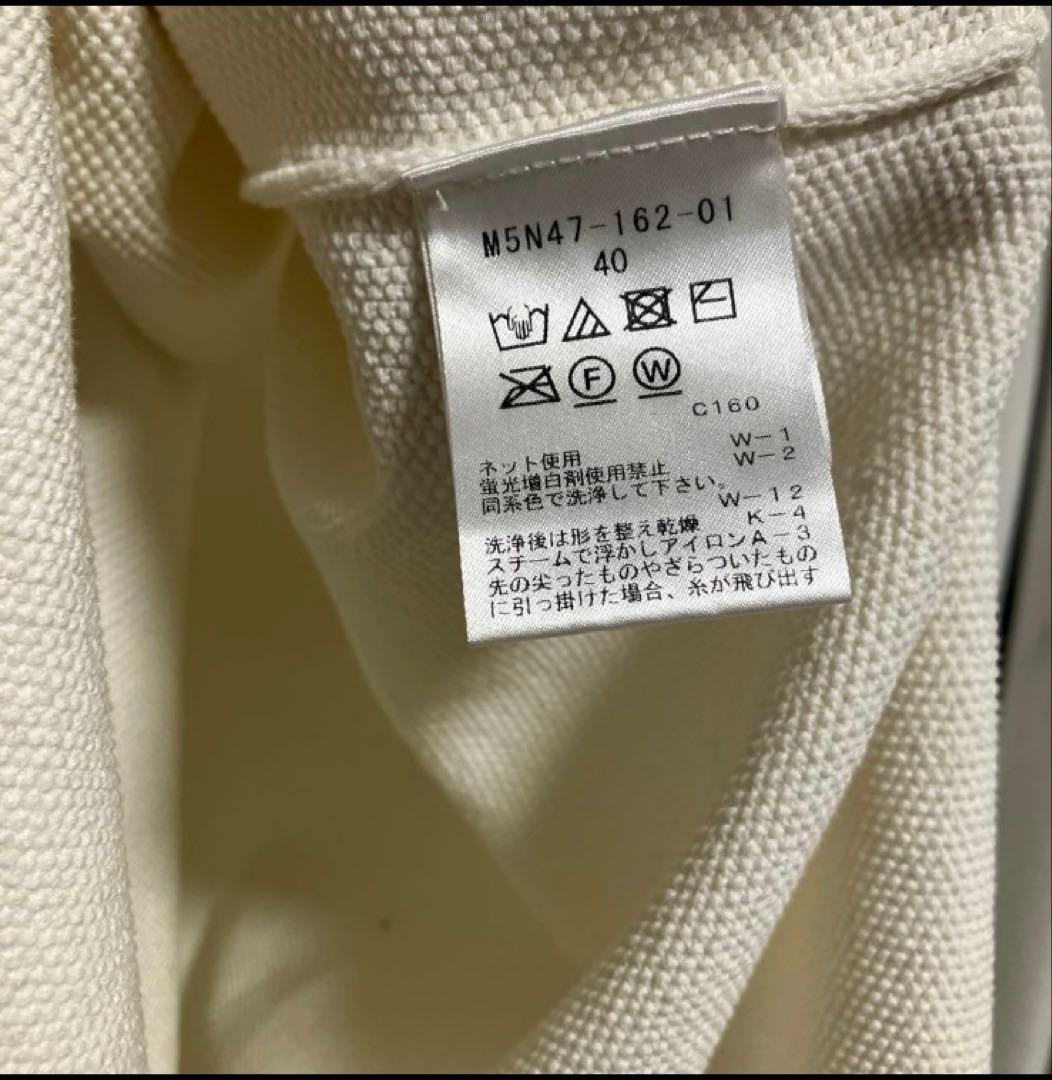 M5N47-162-01
40
F W
C160
ネット使用 W-1
蛍光増白剤使用禁止 W-2
同系色で洗浄して下さい。
W-12
洗浄後は形を整え乾燥 K-4
スチームで浮かしアイロンA-3
先の尖ったものやざらついたもの
に引っ掛けた場合、糸が飛び出す